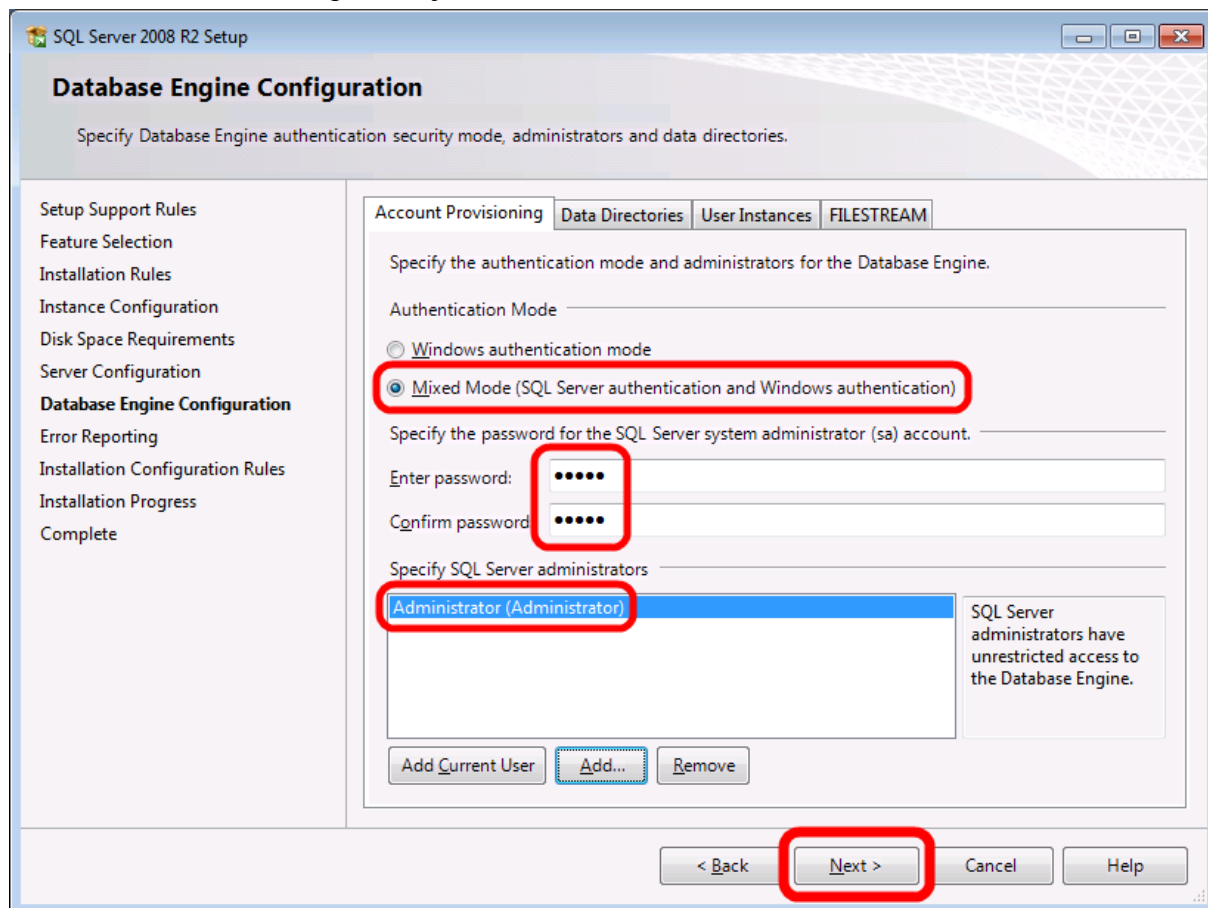 SQL Server 2008 R2 Setup
Database Engine Configuration
Specify Database Engine authentication security mode, administrators and data directories.
Setup Support Rules
Feature Selection
Installation Rules
Instance Configuration
Disk Space Requirements
Server Configuration
Database Engine Configuration
Error Reporting
Installation Configuration Rules
Installation Progress
Complete
Account Provisioning Data Directories User Instances FILESTREAM
Specify the authentication mode and administrators for the Database Engine.
Authentication Mode
Windows authentication mode
Mixed Mode (SQL Server authentication and Windows authentication)
Specify the password for the SQL Server system administrator (sa) account.
Enter password: •••••
Confirm password •••••
Specify SQL Server administrators
Administrator (Administrator)
SQL Server
administrators have
unrestricted access to
the Database Engine.
Add Current User Add... Remove
< Back Next > Cancel Help